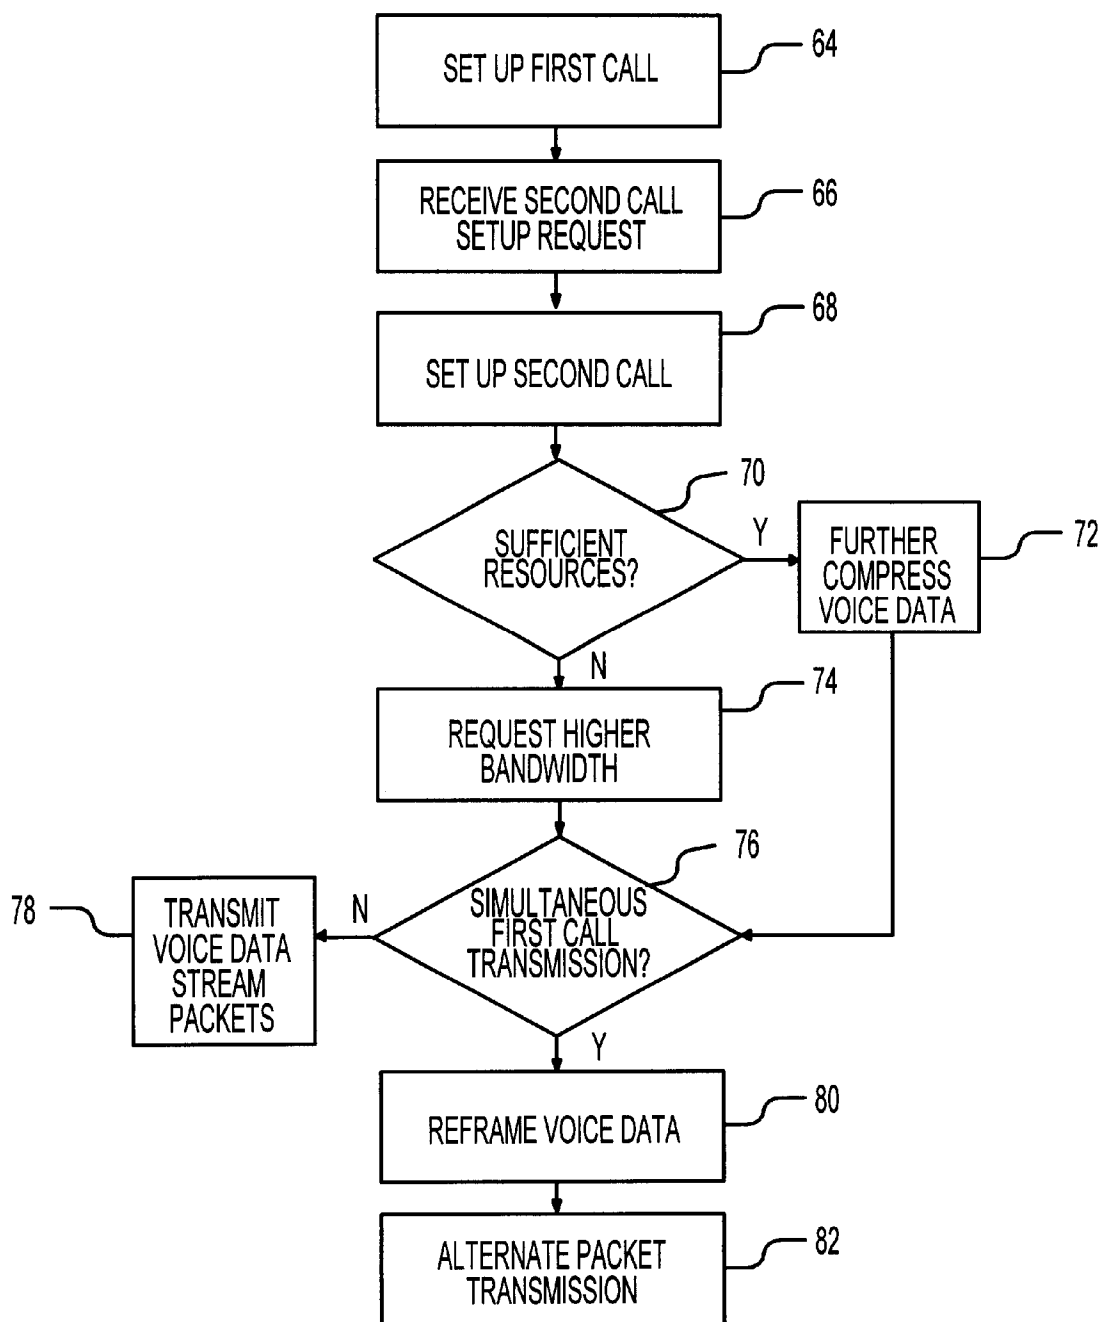 SET UP FIRST CALL
64
RECEIVE SECOND CALL
SETUP REQUEST
66
SET UP SECOND CALL
68
SUFFICIENT
RESOURCES?
70
Y
FURTHER
COMPRESS
VOICE DATA
72
N
REQUEST HIGHER
BANDWIDTH
74
SIMULTANEOUS
FIRST CALL
TRANSMISSION?
76
N
78
TRANSMIT
VOICE DATA
STREAM
PACKETS
Y
REFRAME VOICE DATA
80
ALTERNATE PACKET
TRANSMISSION
82